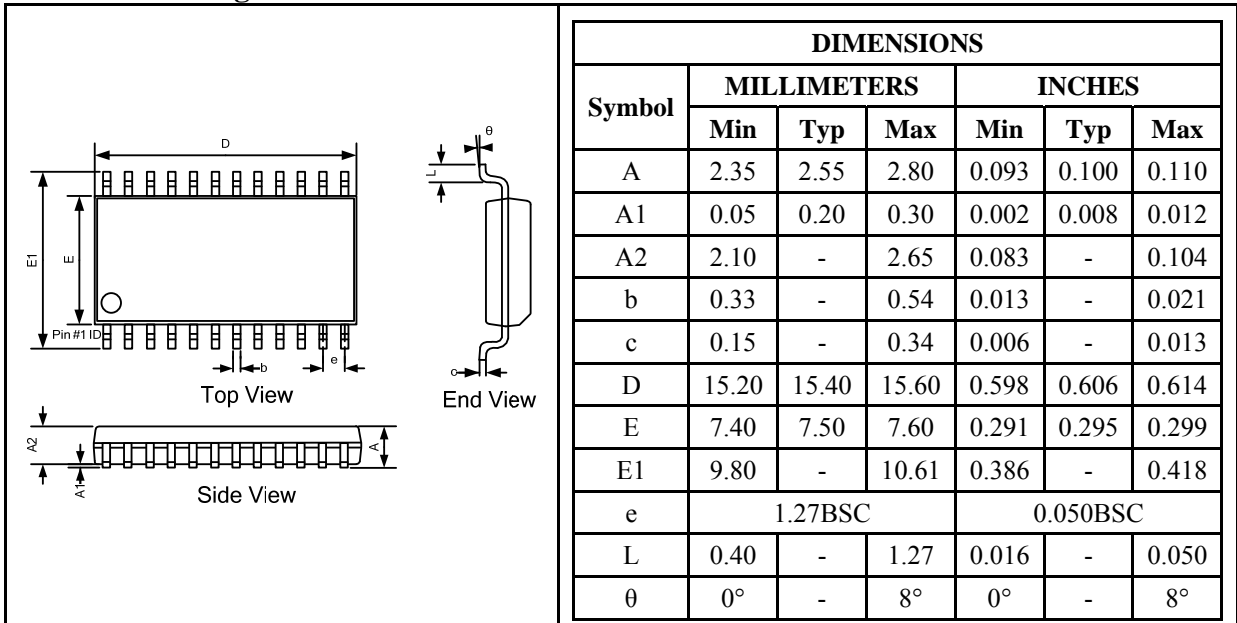 D
E1
E
Pin #1 ID
b
e
Top View
θ
L
c
End View
A2
A1
A
Side View
DIMENSIONS
Symbol MILLIMETERS INCHES
Min Typ Max Min Typ Max
A 2.35 2.55 2.80 0.093 0.100 0.110
A1 0.05 0.20 0.30 0.002 0.008 0.012
A2 2.10 - 2.65 0.083 - 0.104
b 0.33 - 0.54 0.013 - 0.021
c 0.15 - 0.34 0.006 - 0.013
D 15.20 15.40 15.60 0.598 0.606 0.614
E 7.40 7.50 7.60 0.291 0.295 0.299
E1 9.80 - 10.61 0.386 - 0.418
e 1.27BSC 0.050BSC
L 0.40 - 1.27 0.016 - 0.050
θ 0° - 8° 0° - 8°